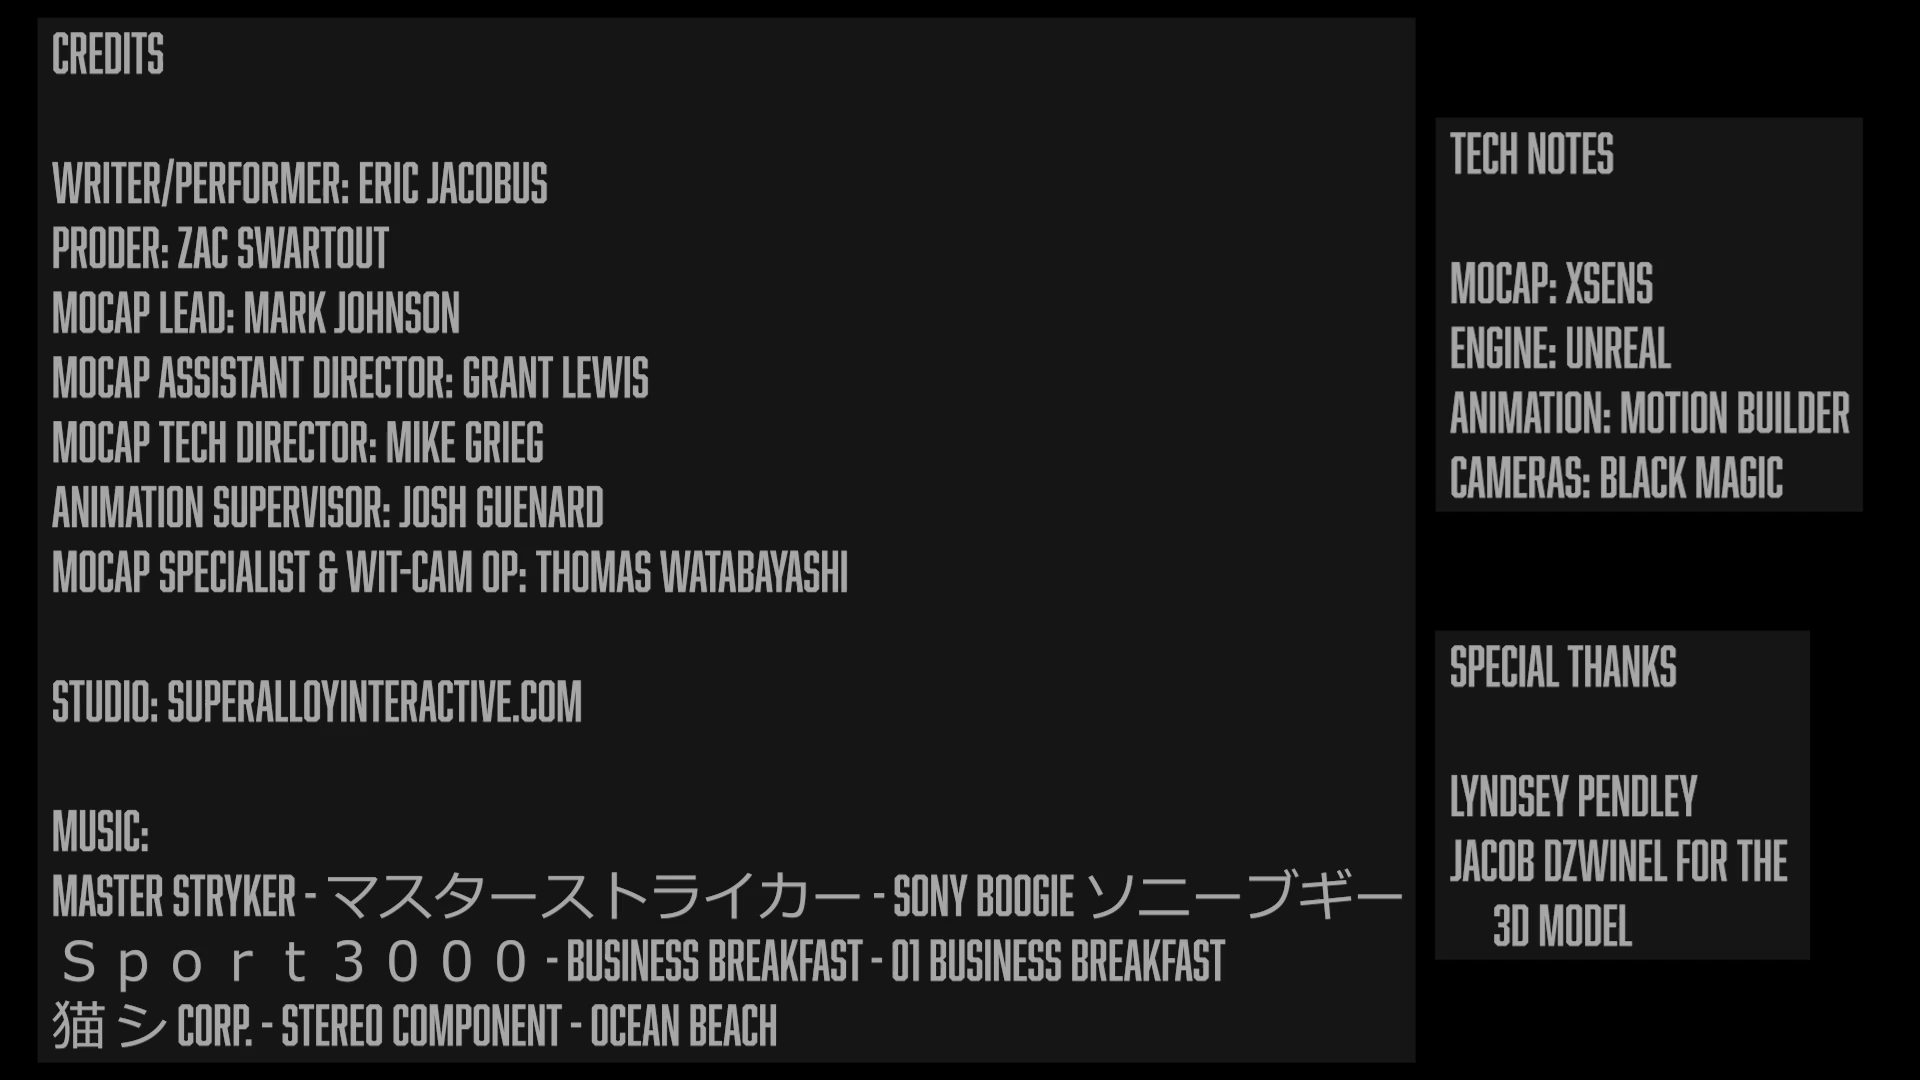 CREDITS
WRITER/PERFORMER: ERIC JACOBUS
PRODER: ZAC SWARTOUT
MOCAP LEAD: MARK JOHNSON
MOCAP ASSISTANT DIRECTOR: GRANT LEWIS
MOCAP TECH DIRECTOR: MIKE GRIEG
ANIMATION SUPERVISOR: JOSH GUENARD
MOCAP SPECIALIST & WIT-CAM OP: THOMAS WATABAYASHI
STUDIO: SUPERALLOYINTERACTIVE.COM
MUSIC:
MASTER STRYKER - マスターストライカー - SONY BOOGIE ソニーブギー
Ｓｐｏｒｔ３０００ - BUSINESS BREAKFAST - 01 BUSINESS BREAKFAST
猫シ CORP. - STEREO COMPONENT - OCEAN BEACH
TECH NOTES
MOCAP: XSENS
ENGINE: UNREAL
ANIMATION: MOTION BUILDER
CAMERAS: BLACK MAGIC
SPECIAL THANKS
LYNDSEY PENDLEY
JACOB DZWINEL FOR THE
3D MODEL